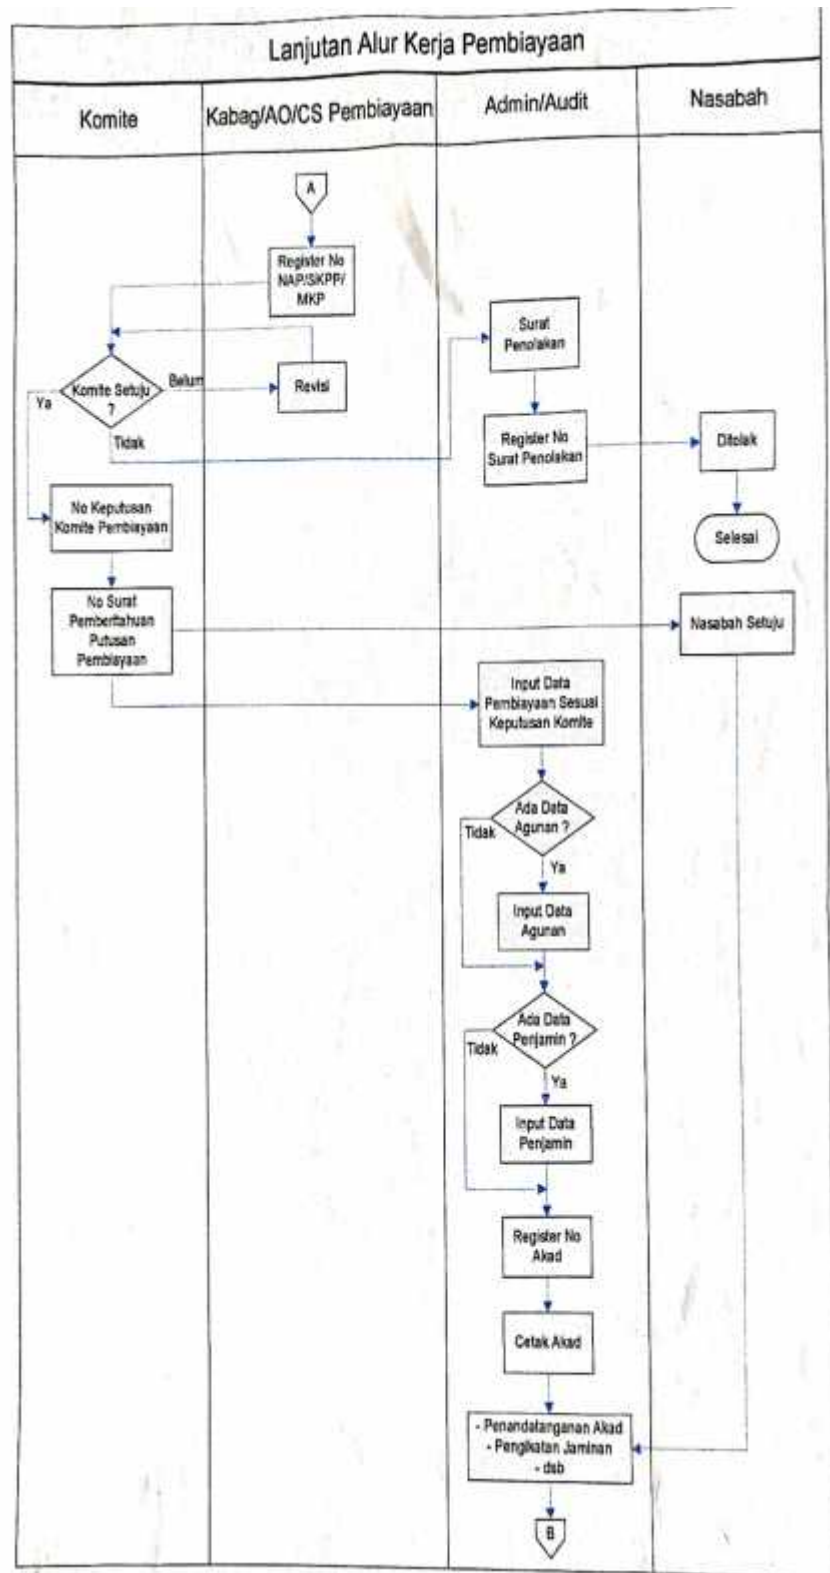 Lanjutan Alur Kerja Pembiayaan
Komite
Kabag/AO/CS Pembiayaan
Admin/Audit
Nasabah
A
Register No
NAP/SKPP/
MKP
Surat
Penolakan
Komite Setuju
?
Belum
Revisi
Ya
Tidak
Register No
Surat Penolakan
Ditolak
Selesai
No Keputusan
Komite Pembiayaan
No Surat
Pemberitahuan
Putusan
Pembiayaan
Nasabah Setuju
Input Data
Pembiayaan Sesuai
Keputusan Komite
Ada Data
Agunan ?
Tidak
Ya
Input Data
Agunan
Ada Data
Penjamin ?
Tidak
Ya
Input Data
Penjamin
Register No
Akad
Cetak Akad
- Penandatanganan Akad
- Pengikatan Jaminan
- dsb
B